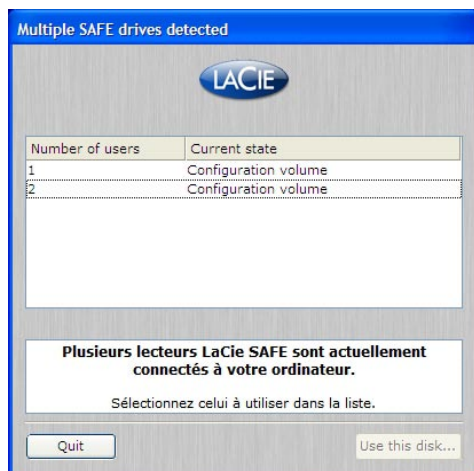 Multiple SAFE drives detected
LACIE
Number of users Current state
1 Configuration volume
2 Configuration volume
Plusieurs lecteurs LaCie SAFE sont actuellement
connectés à votre ordinateur.
Sélectionnez celui à utiliser dans la liste.
Quit Use this disk...